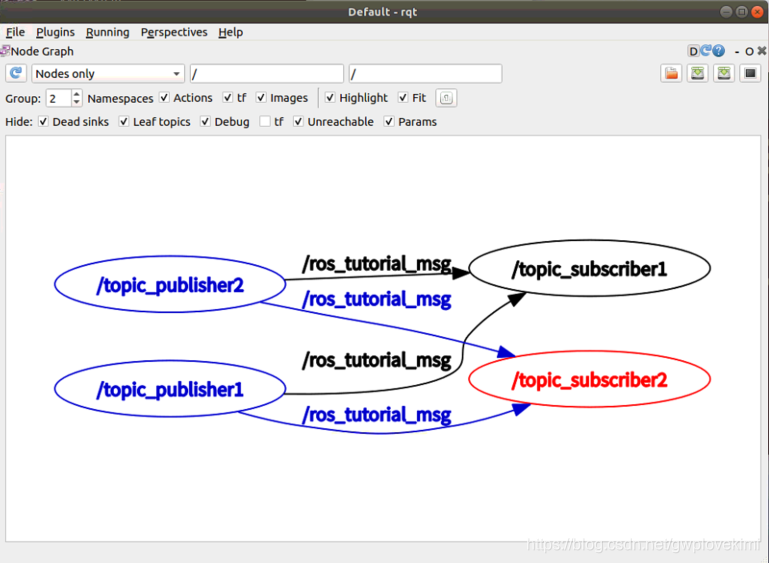 Default - rqt
File Plugins Running Perspectives Help
Node Graph D - O
Nodes only / /
Group: 2 Namespaces Actions tf Images Highlight Fit
Hide: Dead sinks Leaf topics Debug tf Unreachable Params
/ros_tutorial_msg
/topic_subscriber1
/topic_publisher2
/ros_tutorial_msg
/ros_tutorial_msg
/topic_subscriber2
/topic_publisher1
/ros_tutorial_msg
https://blog.csdn.net/gwplovekimi